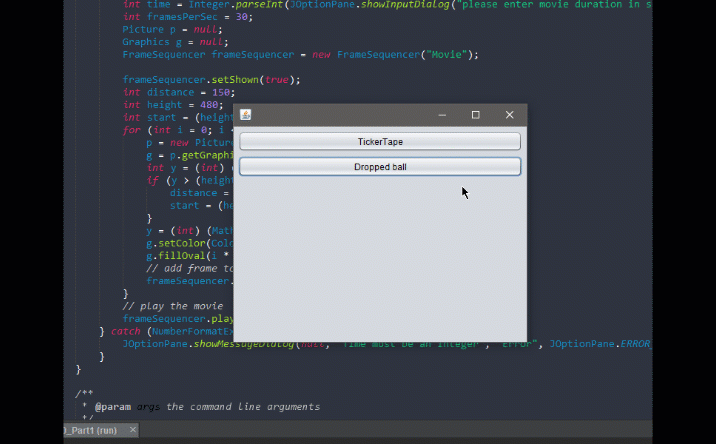 int time = Integer.parseInt(JOptionPane.showInputDialog("please enter movie duration in s
int framesPerSec = 30;
Picture p = null;
Graphics g = null;
FrameSequencer frameSequencer = new FrameSequencer("Movie");
frameSequencer.setShown(true);
int distance = 150;
int height = 480;
int start = (height
for (int i = 0; i <
p = new Picture
g = p.getGraphi
int y = (int) (
if (y > (height
distance =
start = (he
}
y = (int) (Mat
g.setColor(Colo
g.fillOval(i *
// add frame to
frameSequencer.
}
// play the movie
frameSequencer.play
} catch (NumberFormatEx
JOptionPane.showMessageDialog(null, "Time must be an Integer", "Error", JOptionPane.ERROR_
}
}
/**
* @param args the command line arguments
*/
TickerTape
Dropped ball
_Part1 (run) ×